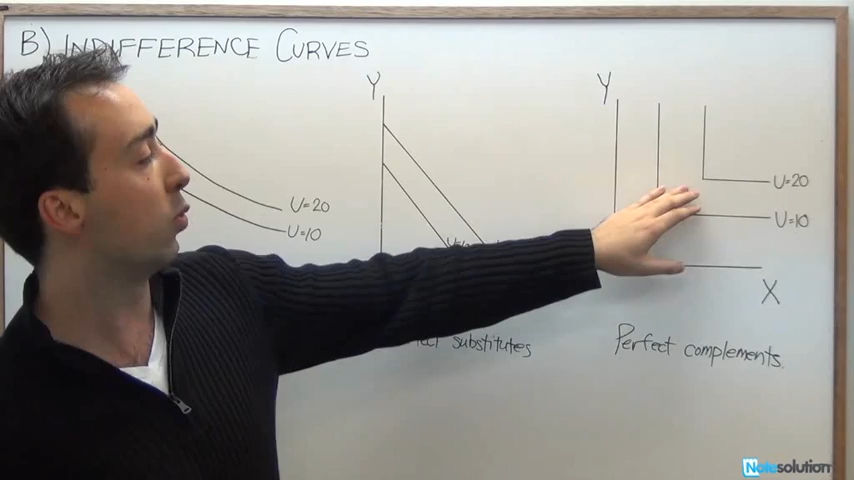 B) INDIFFERENCE CURVES
Y
Y
U=20
U=10
U=20
U=10
X
substitutes
Perfect complements.
Notesolution